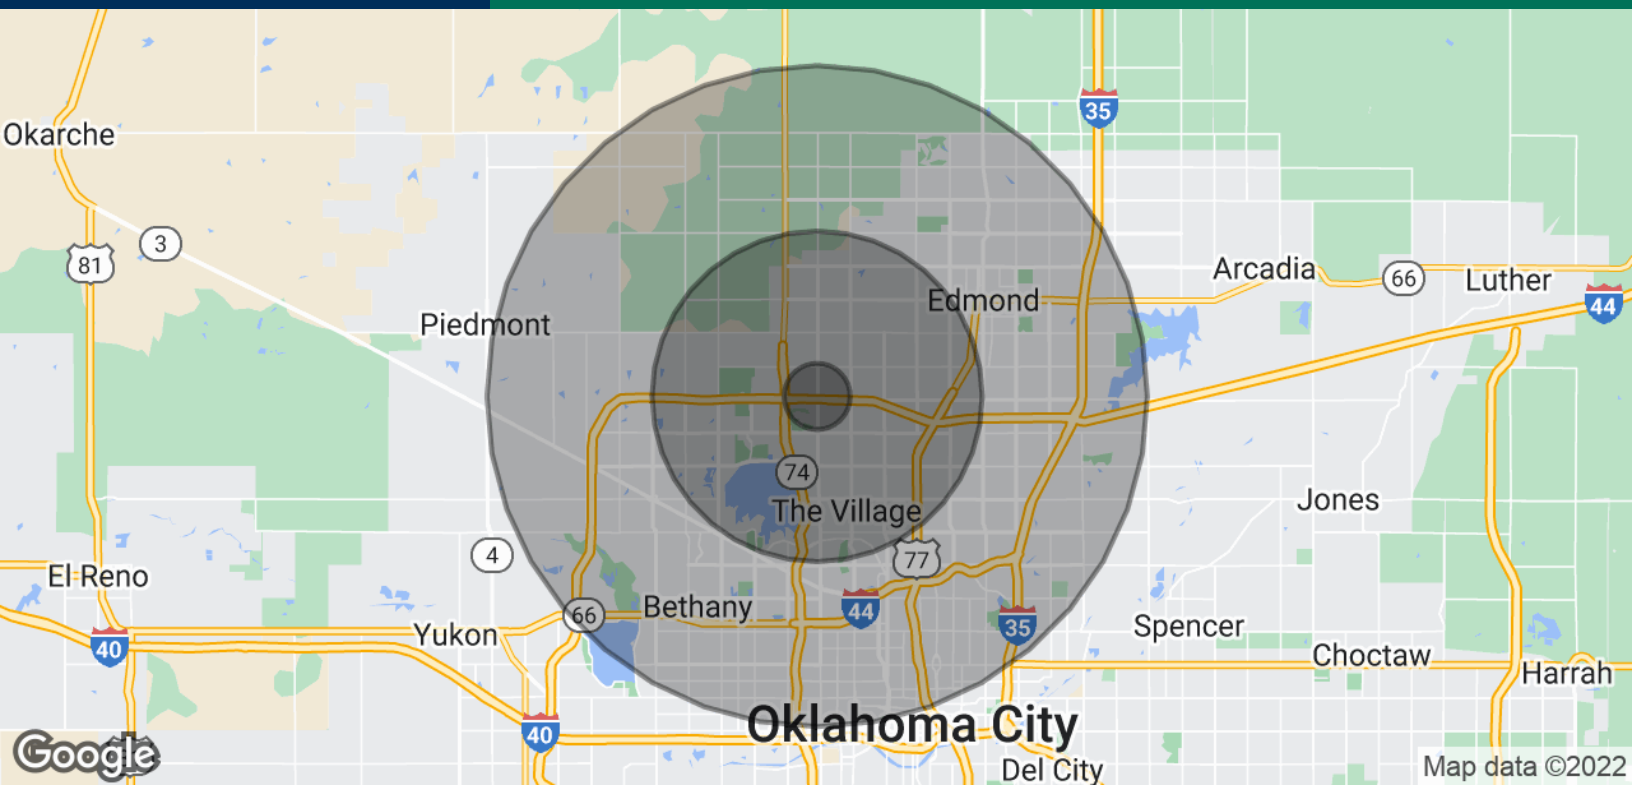 35
Okarche
3
81
Arcadia
66
Luther
44
Edmond
Piedmont
74
The Village
Jones
4
77
El Reno
66
Bethany
44
35
Spencer
Yukon
40
Choctaw
Harrah
Oklahoma City
40
Google
Del City
Map data ©2022